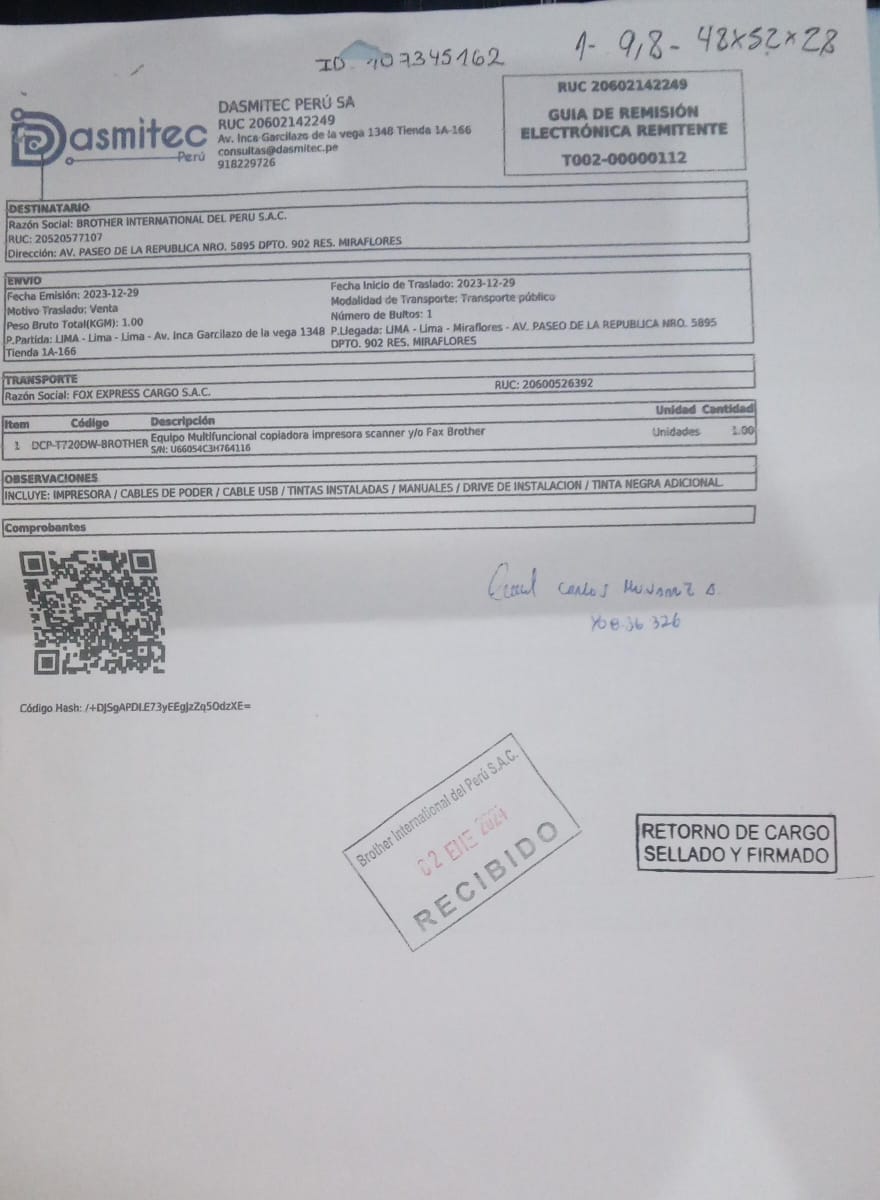 ID 107345162
1- 9,8 - 48x52x28
Dasmitec
Perú
DASMITEC PERÚ SA
RUC 20602142249
Av. Inca Garcilazo de la vega 1348 Tienda 1A-166
consultas@dasmitec.pe
918229726
RUC 20602142249
GUIA DE REMISIÓN
ELECTRÓNICA REMITENTE
T002-00000112
DESTINATARIO
Razón Social: BROTHER INTERNATIONAL DEL PERU S.A.C.
RUC: 20520577107
Dirección: AV. PASEO DE LA REPUBLICA NRO. 5895 DPTO. 902 RES. MIRAFLORES
ENVIO
Fecha Emisión: 2023-12-29
Motivo Traslado: Venta
Peso Bruto Total(KGM): 1.00
P.Partida: LIMA - Lima - Lima - Av. Inca Garcilazo de la vega 1348
Tienda 1A-166
Fecha Inicio de Traslado: 2023-12-29
Modalidad de Transporte: Transporte público
Número de Bultos: 1
P.Llegada: LIMA - Lima - Miraflores - AV. PASEO DE LA REPUBLICA NRO. 5895
DPTO. 902 RES. MIRAFLORES
TRANSPORTE
Razón Social: FOX EXPRESS CARGO S.A.C.
RUC: 20600526392
Item Código Descripción Unidad Cantidad
1 DCP-T720DW-BROTHER Equipo Multifuncional copiadora impresora scanner y/o Fax Brother Unidades 1.00
S/N: U66054C3H764116
OBSERVACIONES
INCLUYE: IMPRESORA / CABLES DE PODER / CABLE USB / TINTAS INSTALADAS / MANUALES / DRIVE DE INSTALACION / TINTA NEGRA ADICIONAL.
Comprobantes
Carlos
Código Hash: /+DJSgAPDLE73yEEgJzZq5OdzXE=
Brother International del Perú S.A.C.
02 ENE 2024
RECIBIDO
RETORNO DE CARGO
SELLADO Y FIRMADO